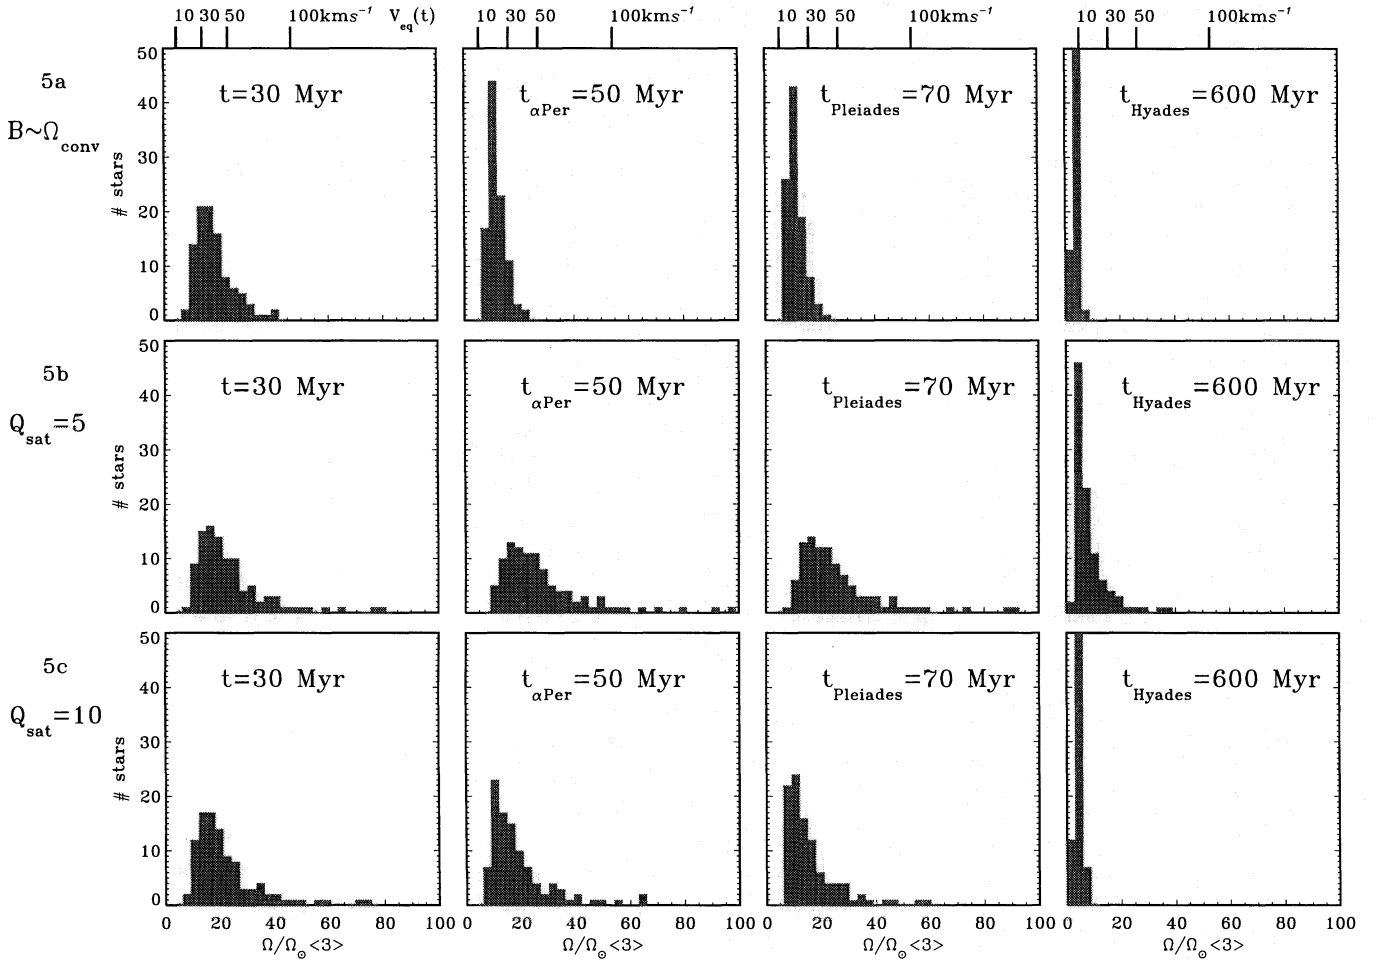 10 30 50 100kms⁻¹ V_eq(t)
10 30 50 100kms⁻¹
10 30 50 100kms⁻¹
10 30 50 100kms⁻¹
5a
B~Ω_conv
# stars
50
40
30
20
10
0
t=30 Myr
t_αPer=50 Myr
t_Pleiades=70 Myr
t_Hyades=600 Myr
5b
Q_sat=5
# stars
50
40
30
20
10
0
t=30 Myr
t_αPer=50 Myr
t_Pleiades=70 Myr
t_Hyades=600 Myr
5c
Q_sat=10
# stars
50
40
30
20
10
0
t=30 Myr
t_αPer=50 Myr
t_Pleiades=70 Myr
t_Hyades=600 Myr
0 20 40 60 80 100
0 20 40 60 80 100
0 20 40 60 80 100
0 20 40 60 80 100
Ω/Ω_⊙<3>
Ω/Ω_⊙<3>
Ω/Ω_⊙<3>
Ω/Ω_⊙<3>